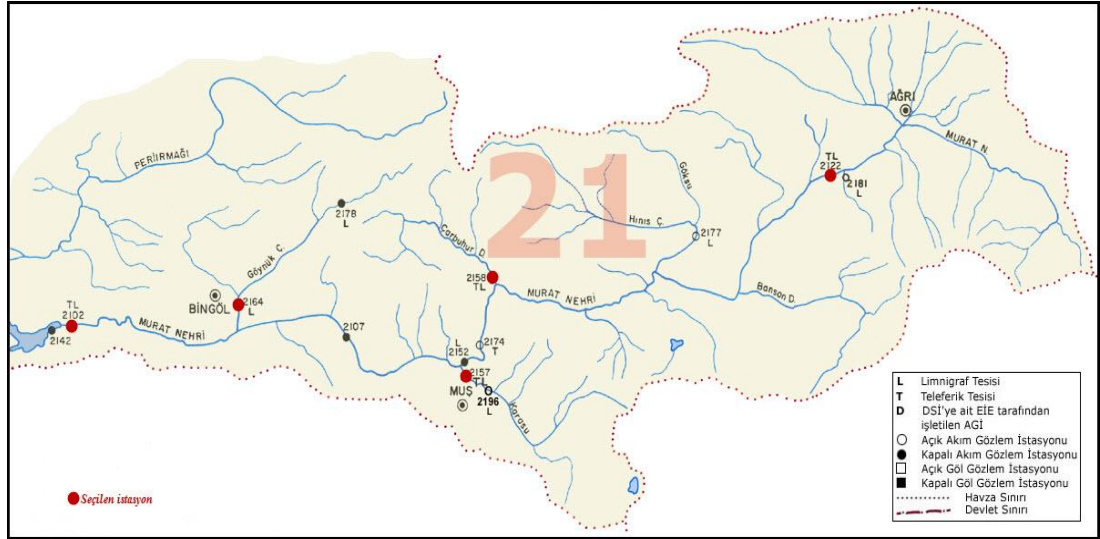 AĞRI
MURAT N.
TL
2122
2181
L
PERİIRMAĞI
21
Göksu
2178
L
Hınıs Ç.
2177
L
Çarbuhur D.
Göynük Ç.
2158
TL
MURAT NEHRİ
Banson D.
BİNGÖL
2164
L
TL
2102
MURAT NEHRİ
2142
2107
L
2152
2174
T
2157
TL
MUŞ
2196
L
Karasu
L Limnigraf Tesisi
T Teleferik Tesisi
D DSİ'ye ait EİE tarafından
işletilen AGİ
Açık Akım Gözlem İstasyonu
Kapalı Akım Gözlem İstasyonu
Açık Göl Gözlem İstasyonu
Kapalı Göl Gözlem İstasyonu
Havza Sınırı
Devlet Sınırı
Seçilen istasyon